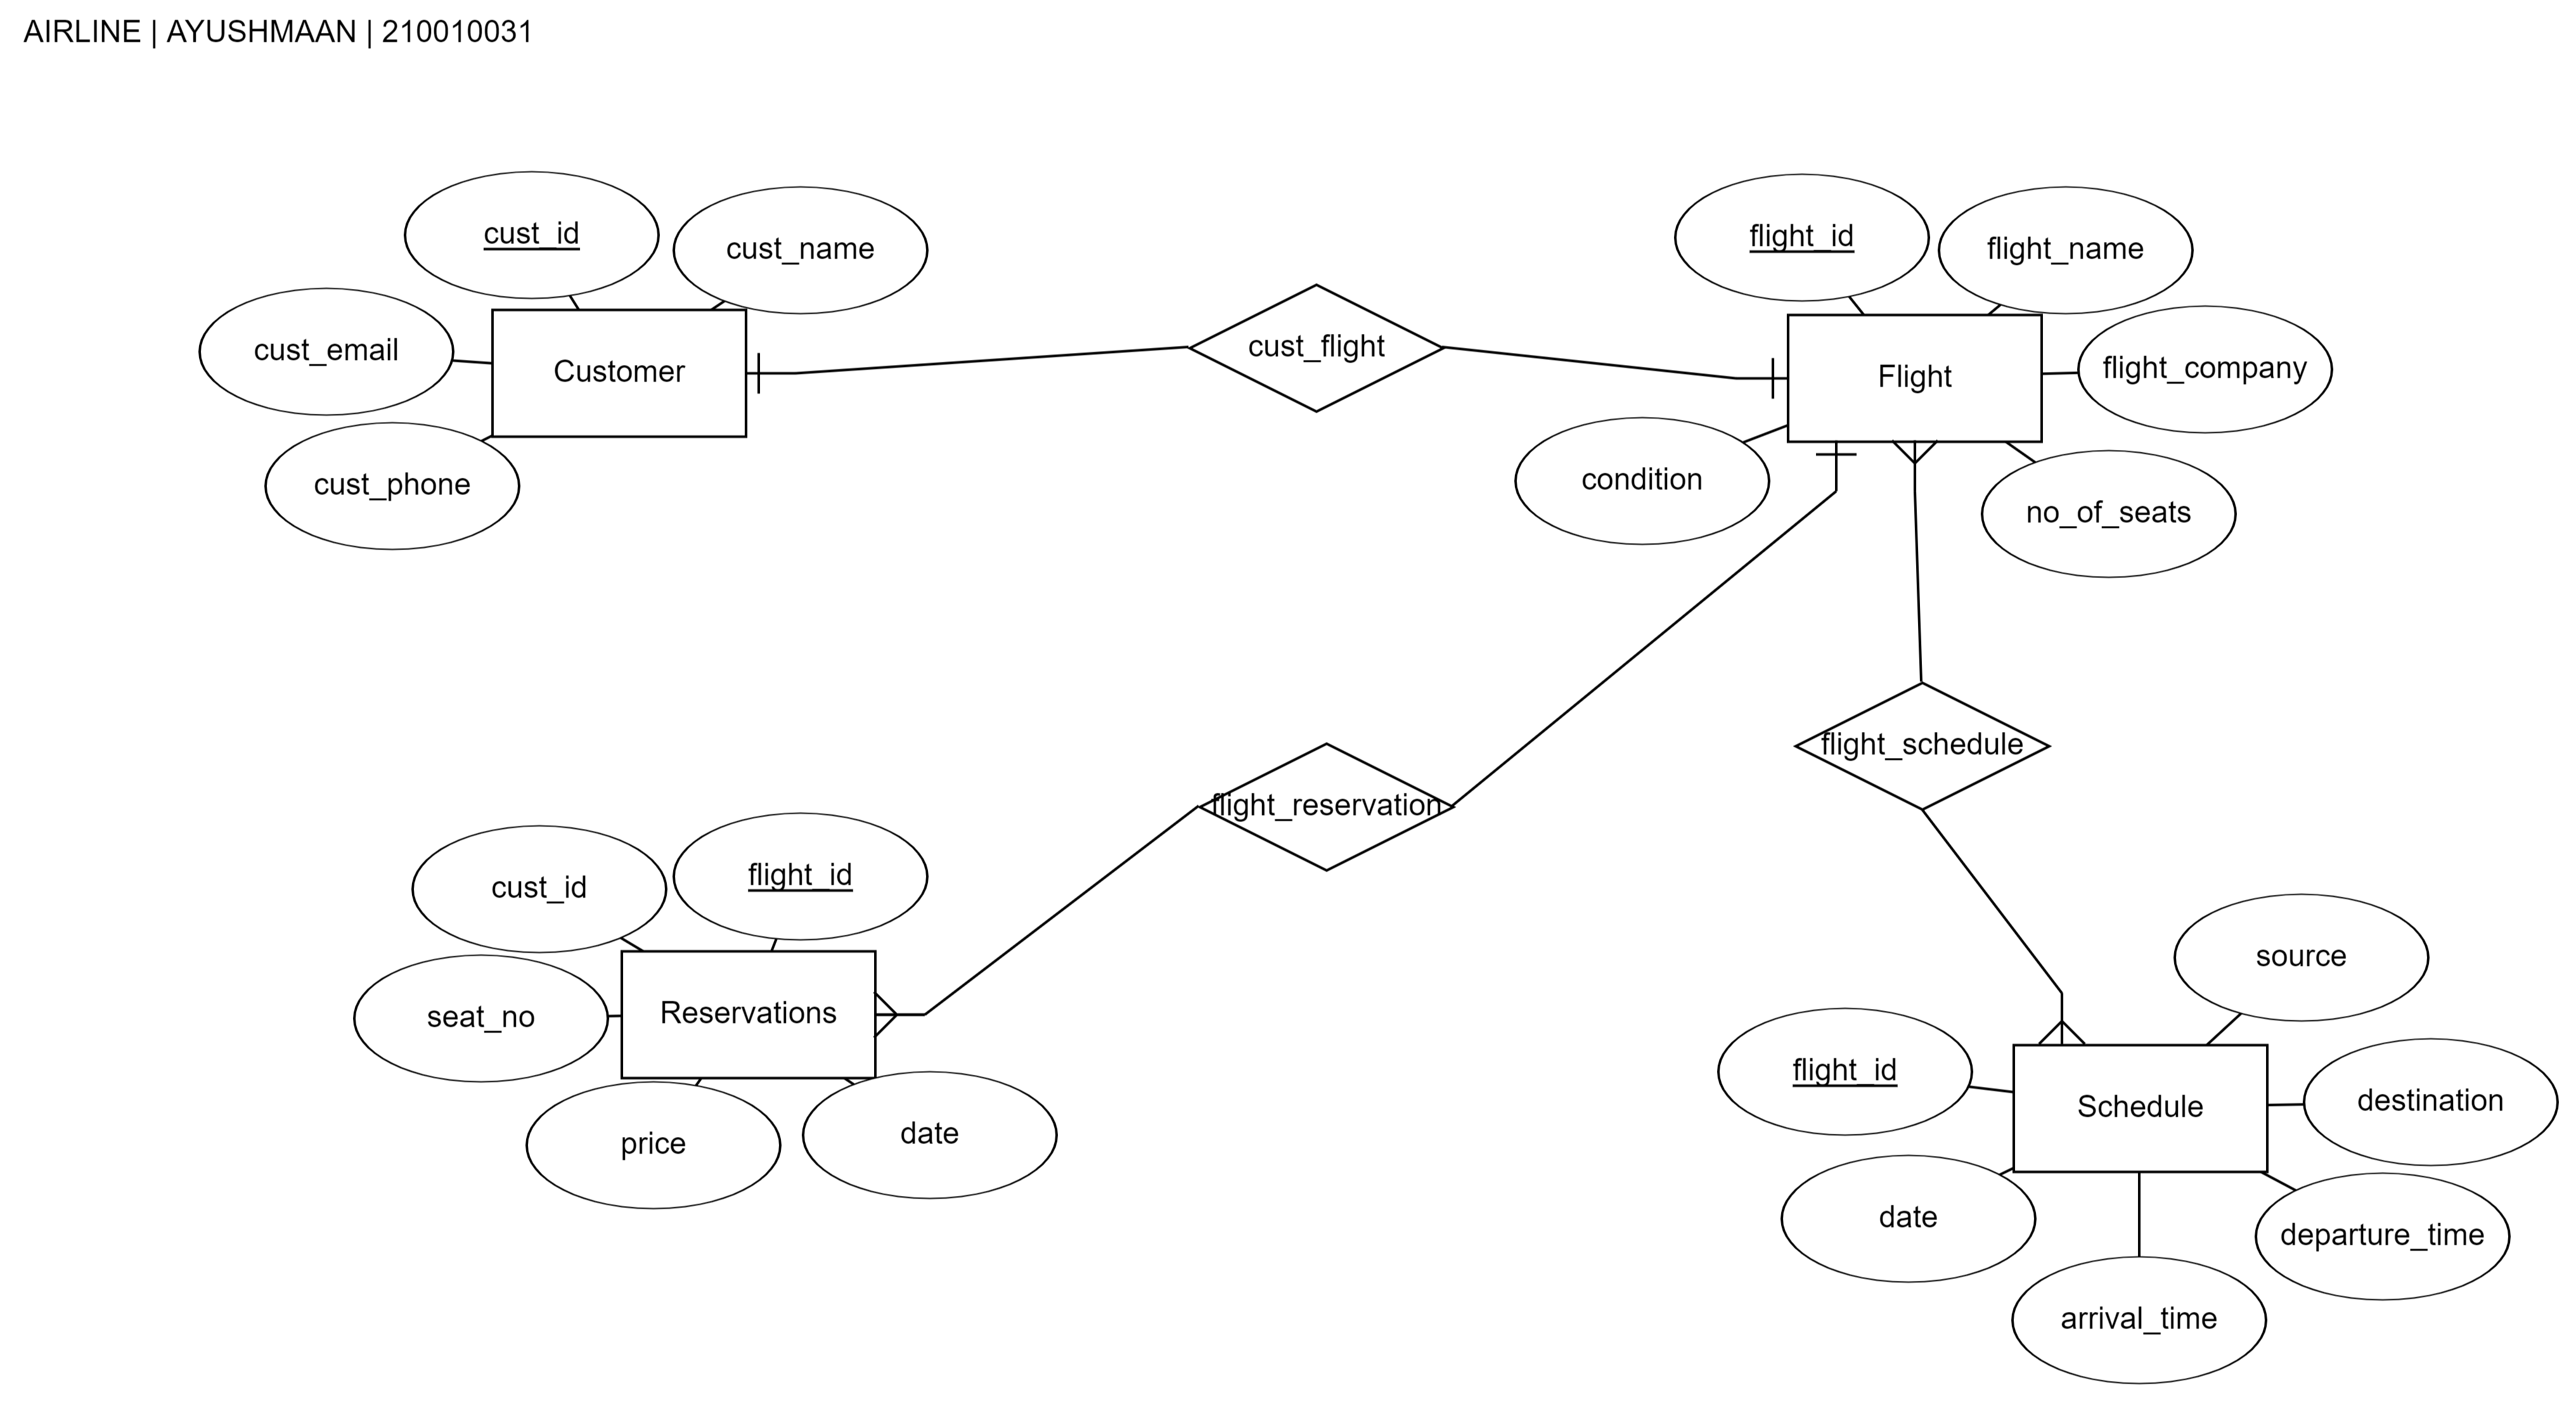 AIRLINE | AYUSHMAAN | 210010031
cust_id
cust_name
cust_email
Customer
cust_phone
cust_flight
flight_id
flight_name
flight_company
Flight
condition
no_of_seats
flight_schedule
flight_reservation
cust_id
flight_id
seat_no
Reservations
price
date
source
flight_id
Schedule
destination
date
departure_time
arrival_time